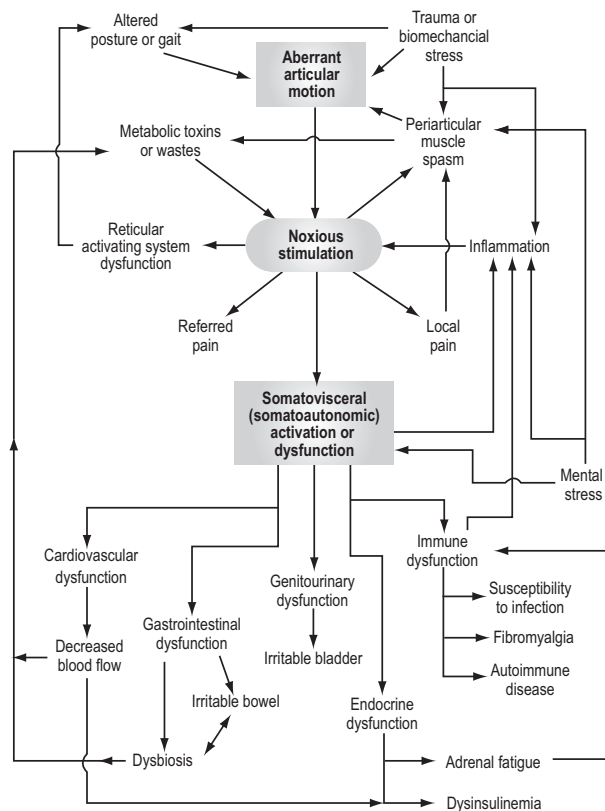 Altered
posture or gait
Trauma or
biomechancial
stress
Aberrant
articular
motion
Metabolic toxins
or wastes
Periarticular
muscle
spasm
Reticular
activating system
dysfunction
Noxious
stimulation
Inflammation
Referred
pain
Local
pain
Somatovisceral
(somatoautonomic)
activation or
dysfunction
Mental
stress
Cardiovascular
dysfunction
Immune
dysfunction
Genitourinary
dysfunction
Susceptibility
to infection
Gastrointestinal
dysfunction
Decreased
blood flow
Fibromyalgia
Irritable bladder
Autoimmune
disease
Irritable bowel
Endocrine
dysfunction
Dysbiosis
Adrenal fatigue
Dysinsulinemia